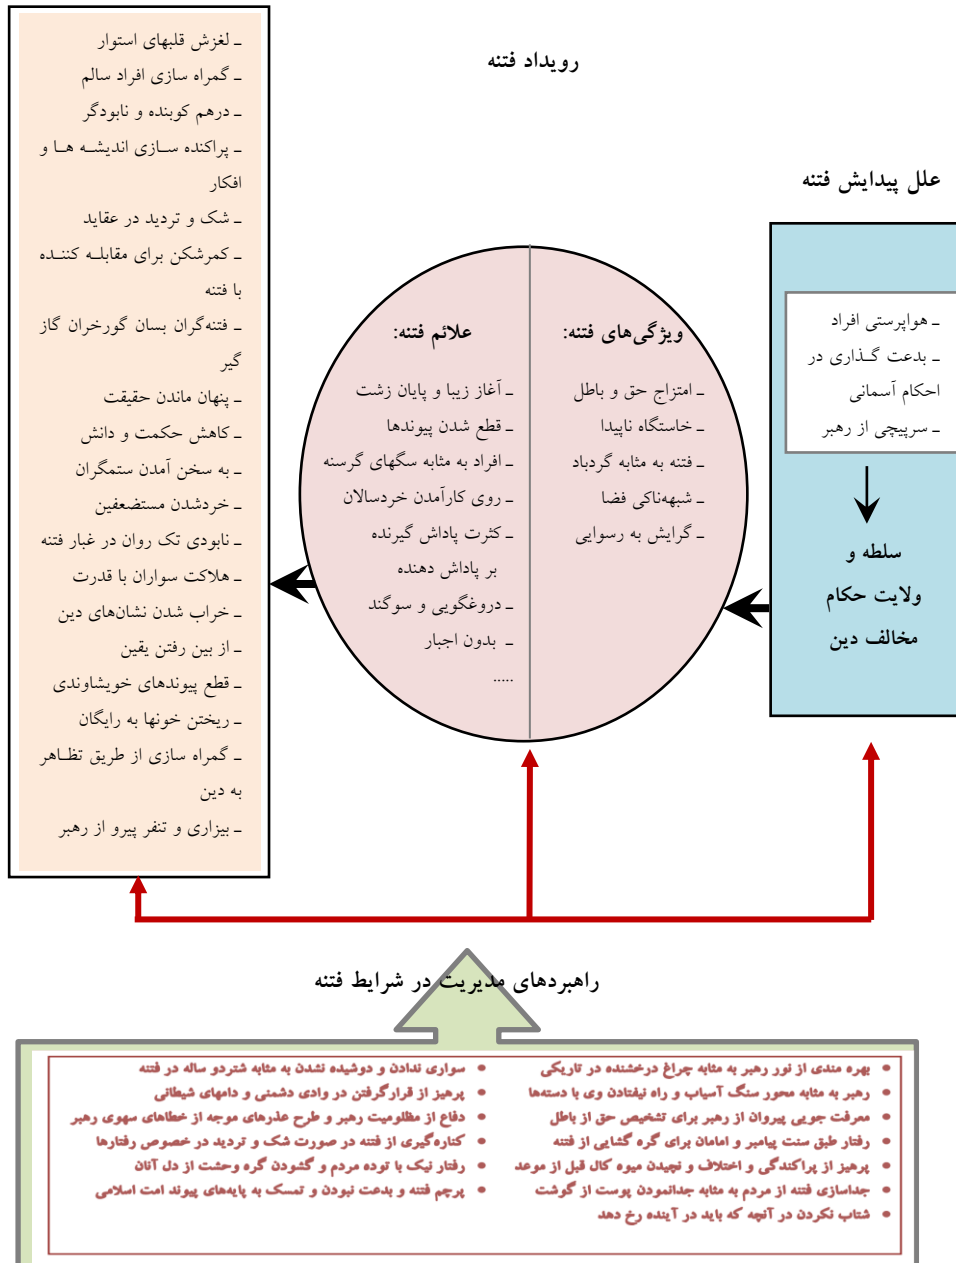 رویداد فتنه
علل پیدایش فتنه
ـ هواپرستی افراد
ـ بدعت گـذاری در
احکام آسمانی
ـ سرپیچی از رهبر
سلطه و
ولایت حکام
مخالف دین
ویژگی‌های فتنه:
ـ امتزاج حق و باطل
ـ خاستگاه ناپیدا
ـ فتنه به مثابه گردباد
ـ شبهه‌ناکی فضا
ـ گرایش به رسوایی
علائم فتنه:
ـ آغاز زیبا و پایان زشت
ـ قطع شدن پیوندها
ـ افراد به مثابه سگهای گرسنه
ـ روی کارآمدن خردسالان
ـ کثرت پاداش گیرنده
بر پاداش دهنده
ـ دروغگویی و سوگند
ـ بدون اجبار
.....
ـ لغزش قلبهای استوار
ـ گمراه سازی افراد سالم
ـ درهم کوبنده و نابودگر
ـ پراکنده ســازی اندیشــه هــا و
افکار
ـ شک و تردید در عقاید
ـ کمرشکن برای مقابلــه کننــده
با فتنه
ـ فتنه‌گران بسان گورخران گاز
گیر
ـ پنهان ماندن حقیقت
ـ کاهش حکمت و دانش
ـ به سخن آمدن ستمگران
ـ خردشدن مستضعفین
ـ نابودی تک روان در غبار فتنه
ـ هلاکت سواران با قدرت
ـ خراب شدن نشان‌های دین
ـ از بین رفتن یقین
ـ قطع پیوندهای خویشاوندی
ـ ریختن خونها به رایگان
ـ گمراه سازی از طریق تظـاهر
به دین
ـ بیزاری و تنفر پیرو از رهبر
راهبردهای مدیریت در شرایط فتنه
• بهره مندی از نور رهبر به مثابه چراغ درخشنده در تاریکی
• رهبر به مثابه محور سنگ آسیاب و راه نیفتادن وی با دسته‌ها
• معرفت جویی پیروان از رهبر برای تشخیص حق از باطل
• رفتار طبق سنت پیامبر و امامان برای گره گشایی از فتنه
• پرهیز از پراکندگی و اختلاف و نچیدن میوه کال قبل از موعد
• جداسازی فتنه از مردم به مثابه جدانمودن پوست از گوشت
• شتاب نکردن در آنچه که باید در آینده رخ دهد
• سواری ندادن و دوشیده نشدن به مثابه شتردو ساله در فتنه
• پرهیز از قرارگرفتن در وادی دشمنی و دامهای شیطانی
• دفاع از مظلومیت رهبر و طرح عذرهای موجه از خطاهای سهوی رهبر
• کناره‌گیری از فتنه در صورت شک و تردید در خصوص رفتارها
• رفتار نیک با توده مردم و گشودن گره وحشت از دل آنان
• پرچم فتنه و بدعت نبودن و تمسک به پایه‌های پیوند امت اسلامی